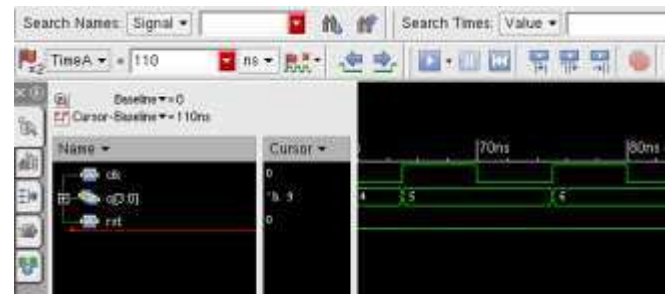 Search Names: Signal Search Times: Value
TimeA = 110 ns
Baseline = 0
Cursor-Baseline = 110ns
Name Cursor
70ns 80ns
clk 0
q[3:0] 'h 9 4 5 6
rst 0